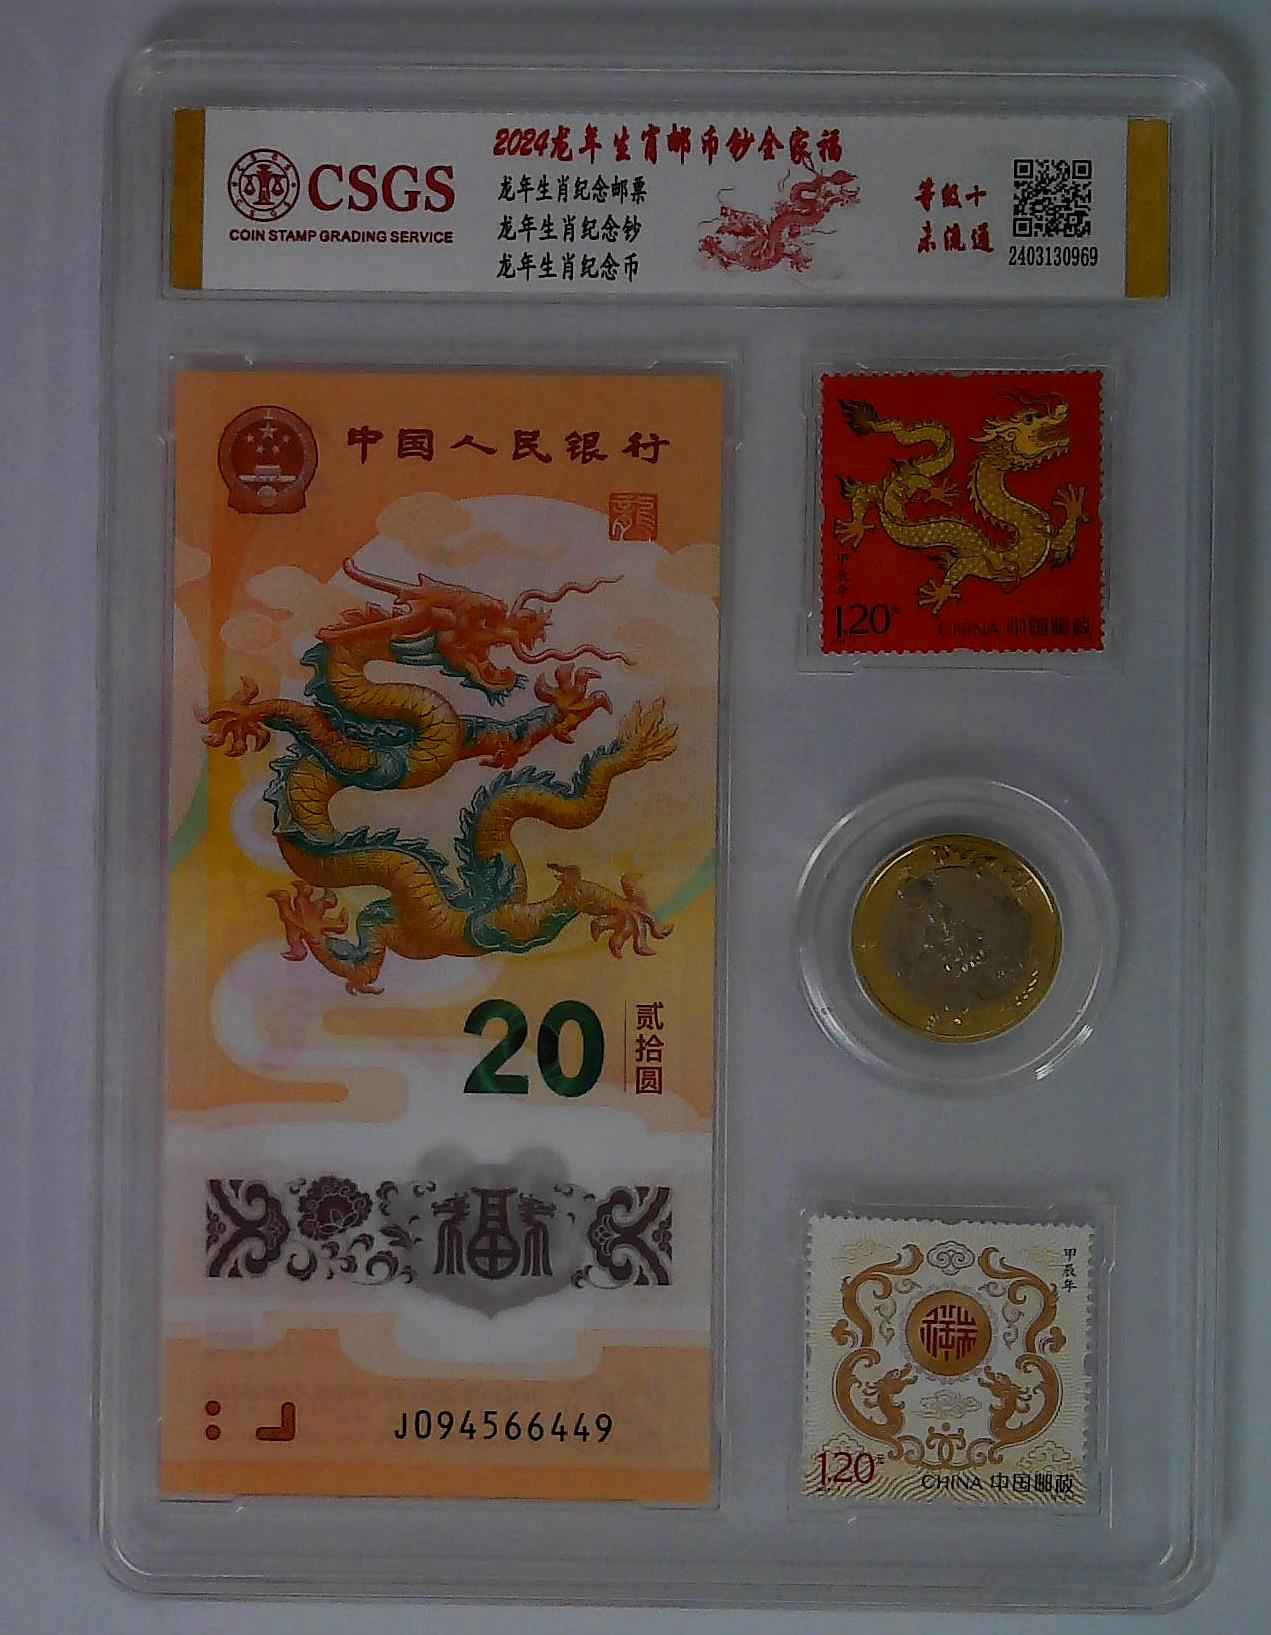 2024龙年生肖邮币钞全家福
CSGS
COIN STAMP GRADING SERVICE
龙年生肖纪念邮票
龙年生肖纪念钞
龙年生肖纪念币
等级十
未流通
2403130969
中国人民银行
龍
20
贰拾圆
福
J094566449
甲辰年
1.20元
CHINA 中国邮政
甲辰年
1.20元
CHINA 中国邮政